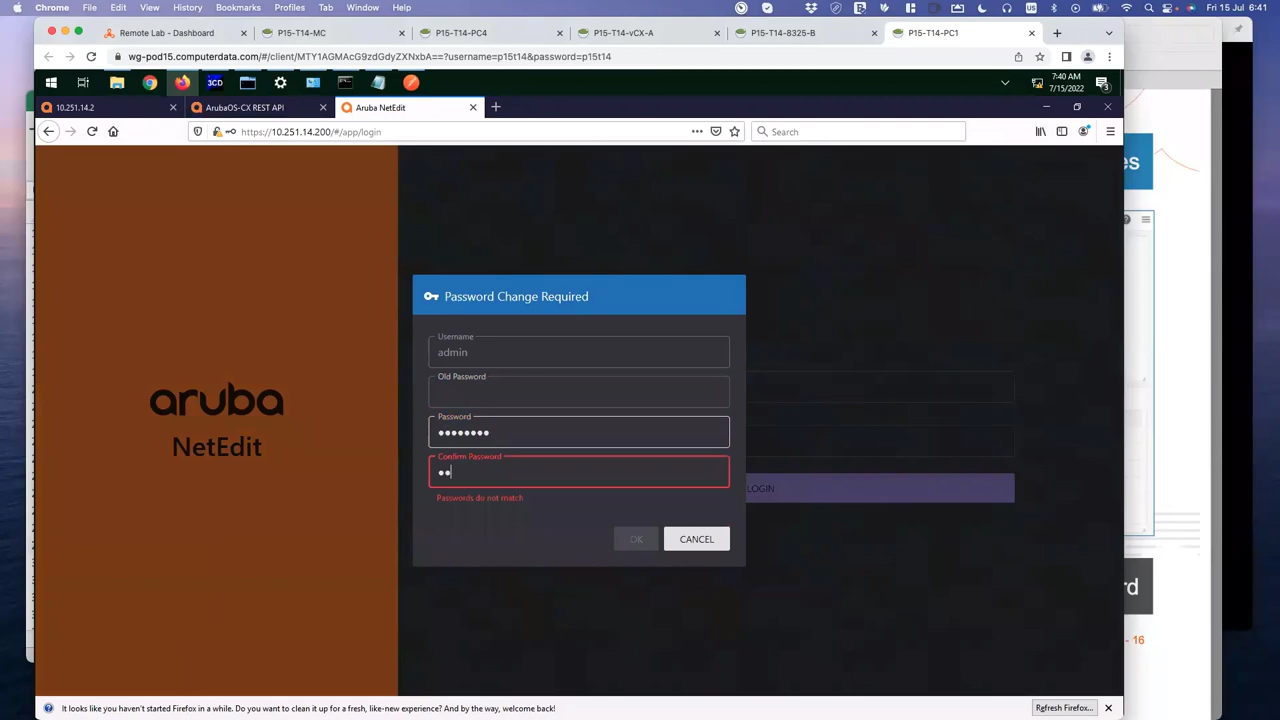 Chrome File Edit View History Bookmarks Profiles Tab Window Help Fri 15 Jul 6:41
Remote Lab - Dashboard P15-T14-MC P15-T14-PC4 P15-T14-vCX-A P15-T14-8325-B P15-T14-PC1
wg-pod15.computerdata.com/#/client/MTY1AGMAcG9zdGdyZXNxbA==?username=p15t14&password=p15t14
3CD
7:40 AM
7/15/2022
3
10.251.14.2 ArubaOS-CX REST API Aruba NetEdit
https://10.251.14.200/#/app/login Search
es
Password Change Required
Username
admin
Old Password
Password
••••••••
Confirm Password
••
Passwords do not match
OK CANCEL
LOGIN
aruba
NetEdit
rd
- 16
It looks like you haven't started Firefox in a while. Do you want to clean it up for a fresh, like-new experience? And by the way, welcome back! Refresh Firefox...